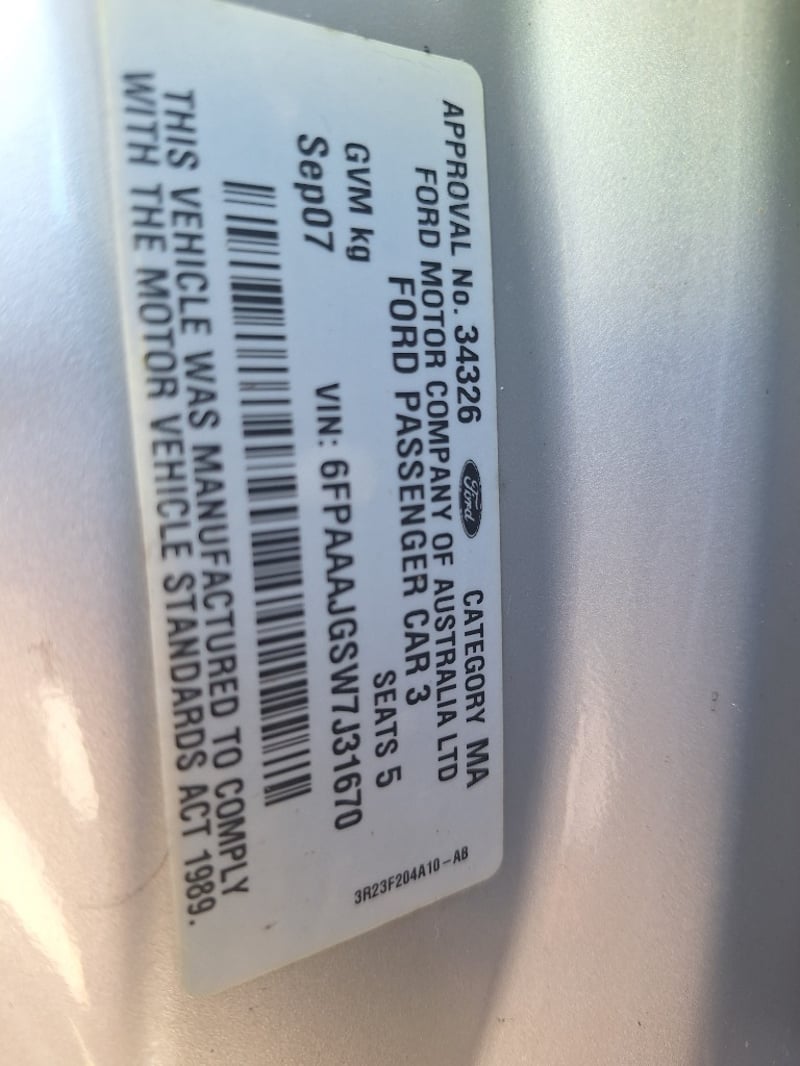 APPROVAL No. 34326 Ford CATEGORY MA
FORD MOTOR COMPANY OF AUSTRALIA LTD
FORD PASSENGER CAR 3
GVM kg SEATS 5
Sep07 VIN: 6FPAAAJGSW7J31670
THIS VEHICLE WAS MANUFACTURED TO COMPLY
WITH THE MOTOR VEHICLE STANDARDS ACT 1989.
3R23F204A10-AB